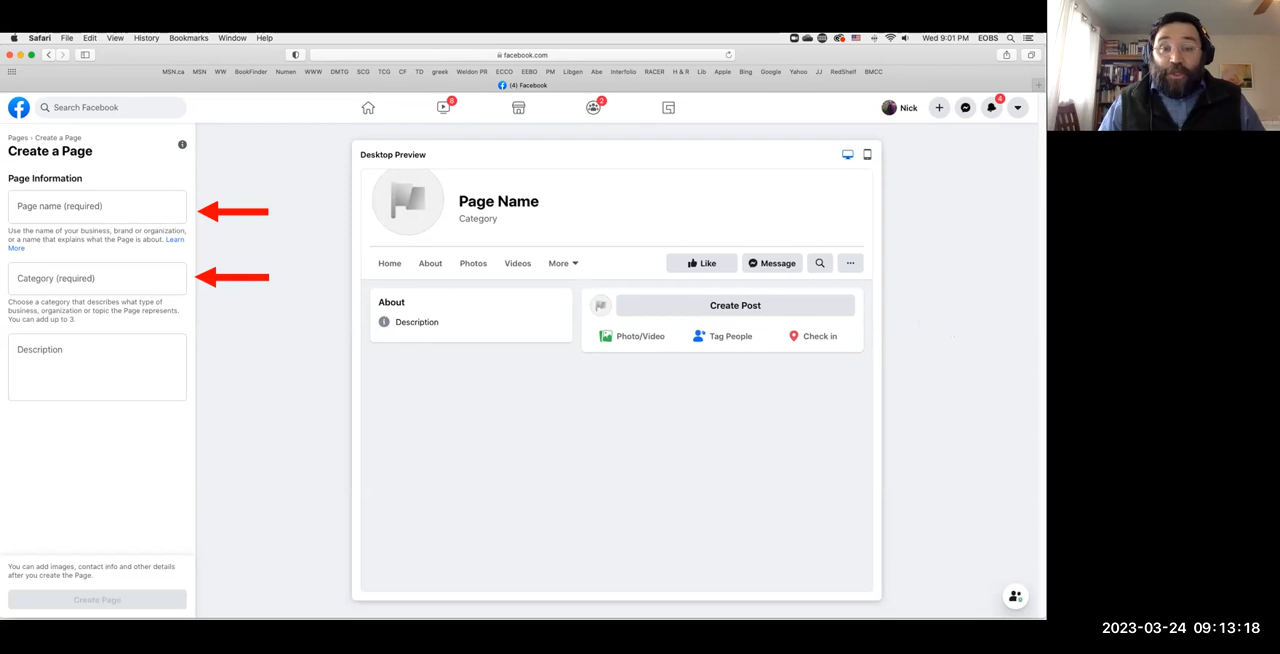 Safari File Edit View History Bookmarks Window Help
Wed 9:01 PM EOBS
facebook.com
MSN.ca MSN WW BookFinder Numen WWW DMTG SCG TCG CF TD greek Weldon PR ECCO EEBO PM Libgen Abe Interfolio RACER H & R Lib Apple Bing Google Yahoo JJ RedShelf BMCC
(4) Facebook
Search Facebook
8
2
Nick
4
Pages › Create a Page
Create a Page
Page Information
Page name (required)
Use the name of your business, brand or organization,
or a name that explains what the Page is about. Learn
More
Category (required)
Choose a category that describes what type of
business, organization or topic the Page represents.
You can add up to 3.
Description
You can add images, contact info and other details
after you create the Page.
Create Page
Desktop Preview
Page Name
Category
Home About Photos Videos More
Like Message
About
Description
Create Post
Photo/Video Tag People Check in
2023-03-24 09:13:18